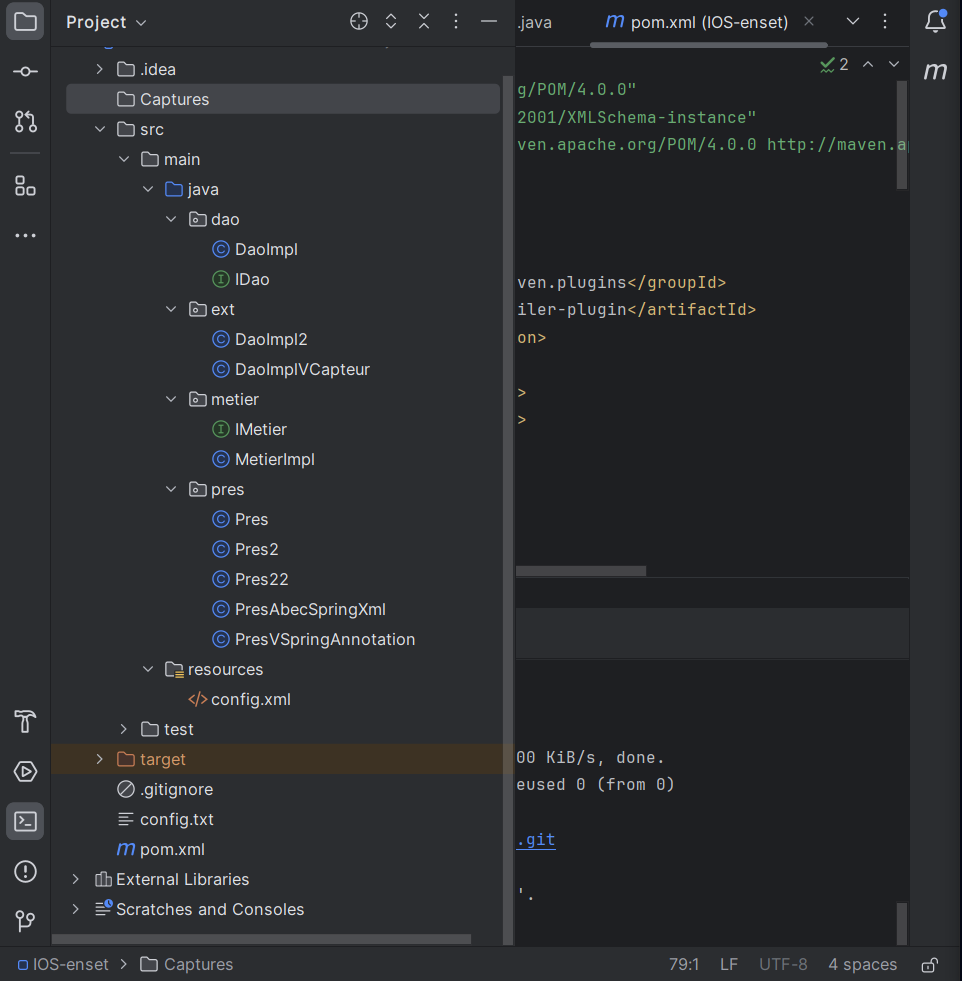 Project
.java
pom.xml (IOS-enset)
.idea
Captures
src
main
java
dao
DaoImpl
IDao
ext
DaoImpl2
DaoImplVCapteur
metier
IMetier
MetierImpl
pres
Pres
Pres2
Pres22
PresAbecSpringXml
PresVSpringAnnotation
resources
config.xml
test
target
.gitignore
config.txt
pom.xml
External Libraries
Scratches and Consoles
2
g/POM/4.0.0"
2001/XMLSchema-instance"
ven.apache.org/POM/4.0.0 http://maven.ap
ven.plugins</groupId>
iler-plugin</artifactId>
on>
>
>
00 KiB/s, done.
eused 0 (from 0)
.git
'.
IOS-enset > Captures
79:1 LF UTF-8 4 spaces